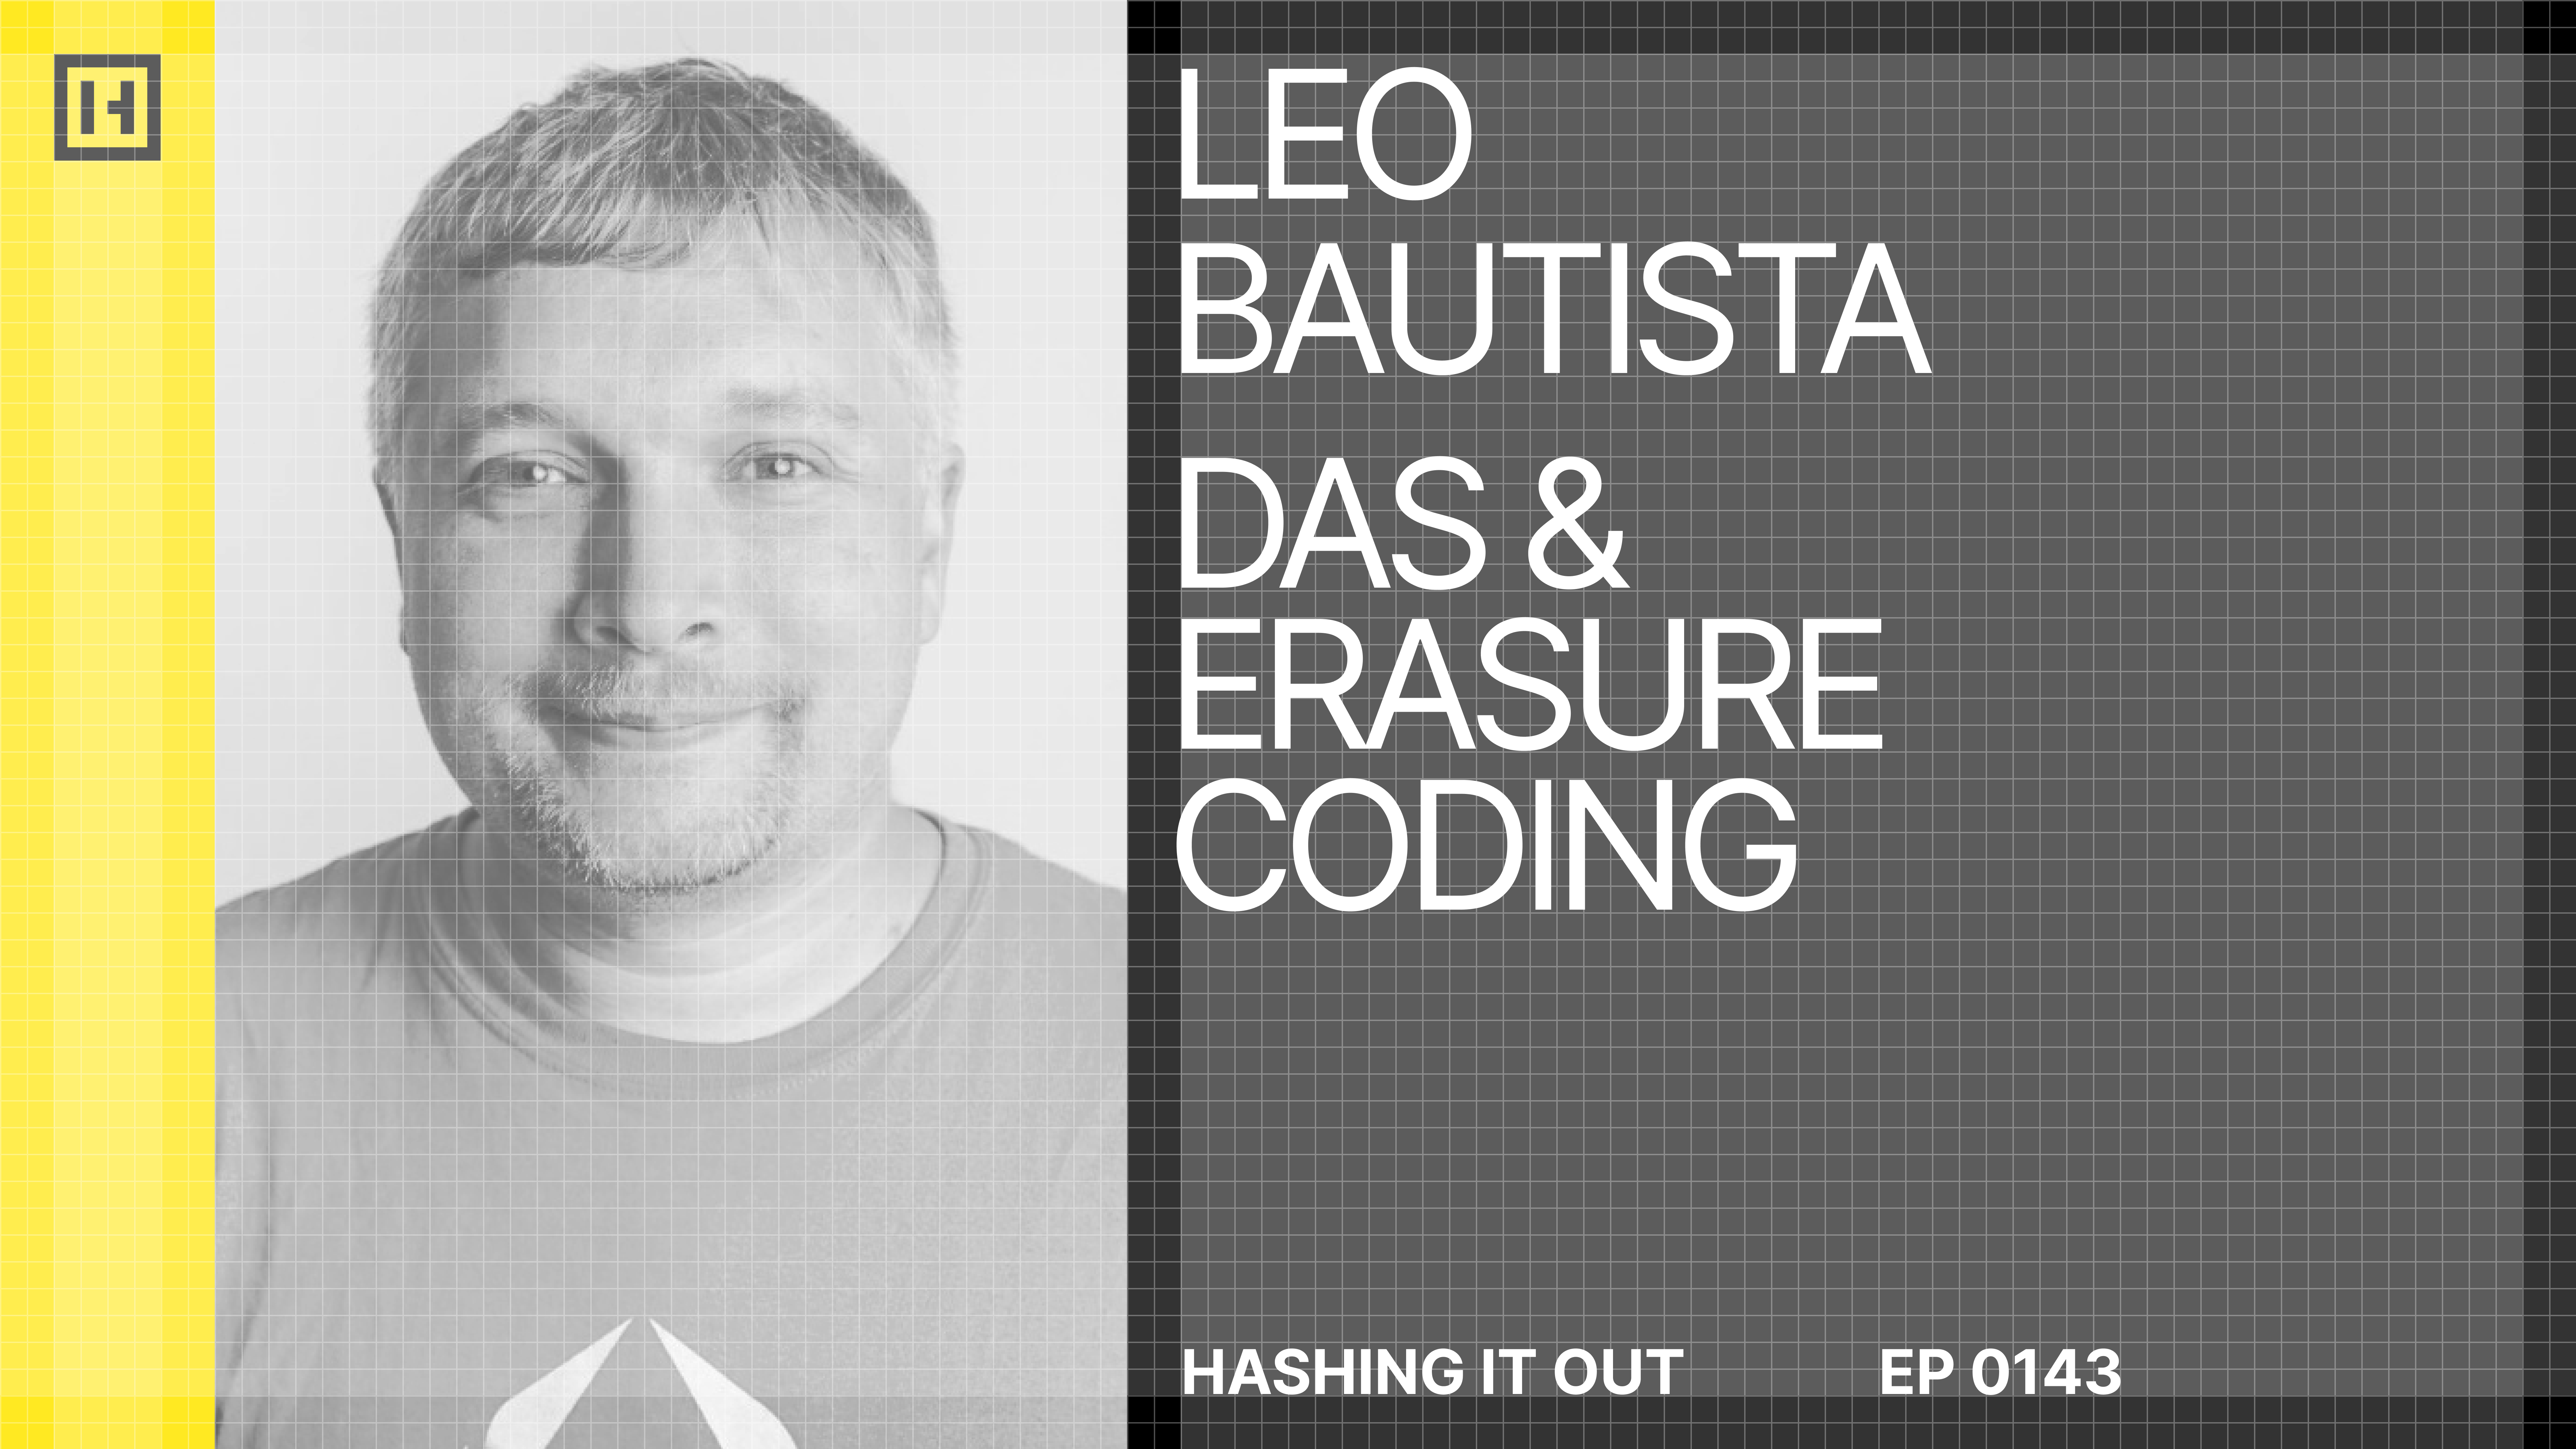 LEO
BAUTISTA
DAS &
ERASURE
CODING
HASHING IT OUT EP 0143